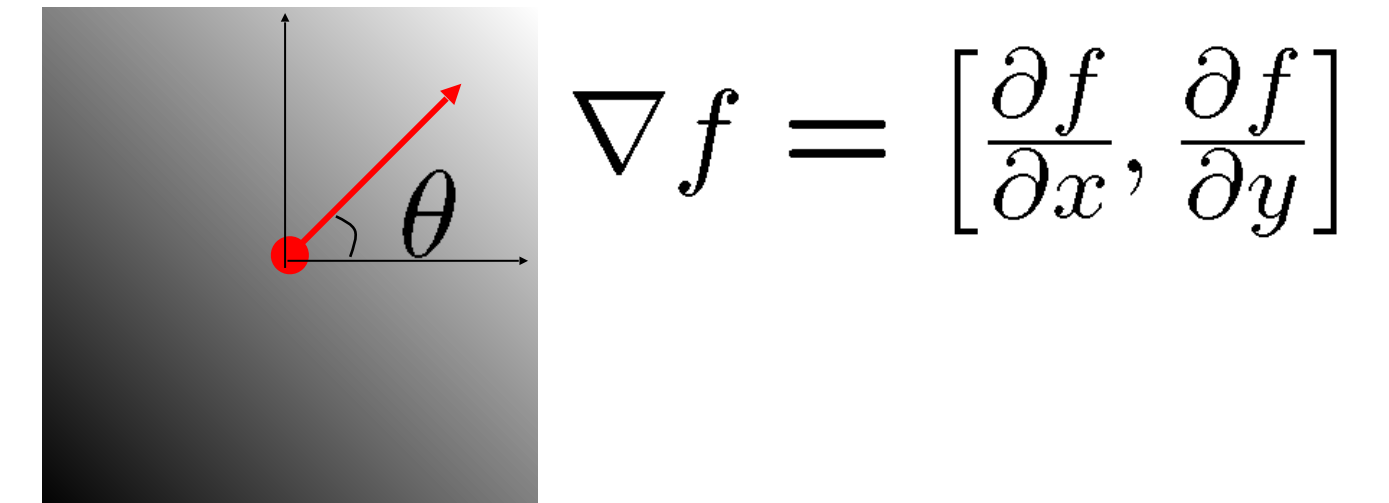 θ
∇f = [∂f/∂x, ∂f/∂y]